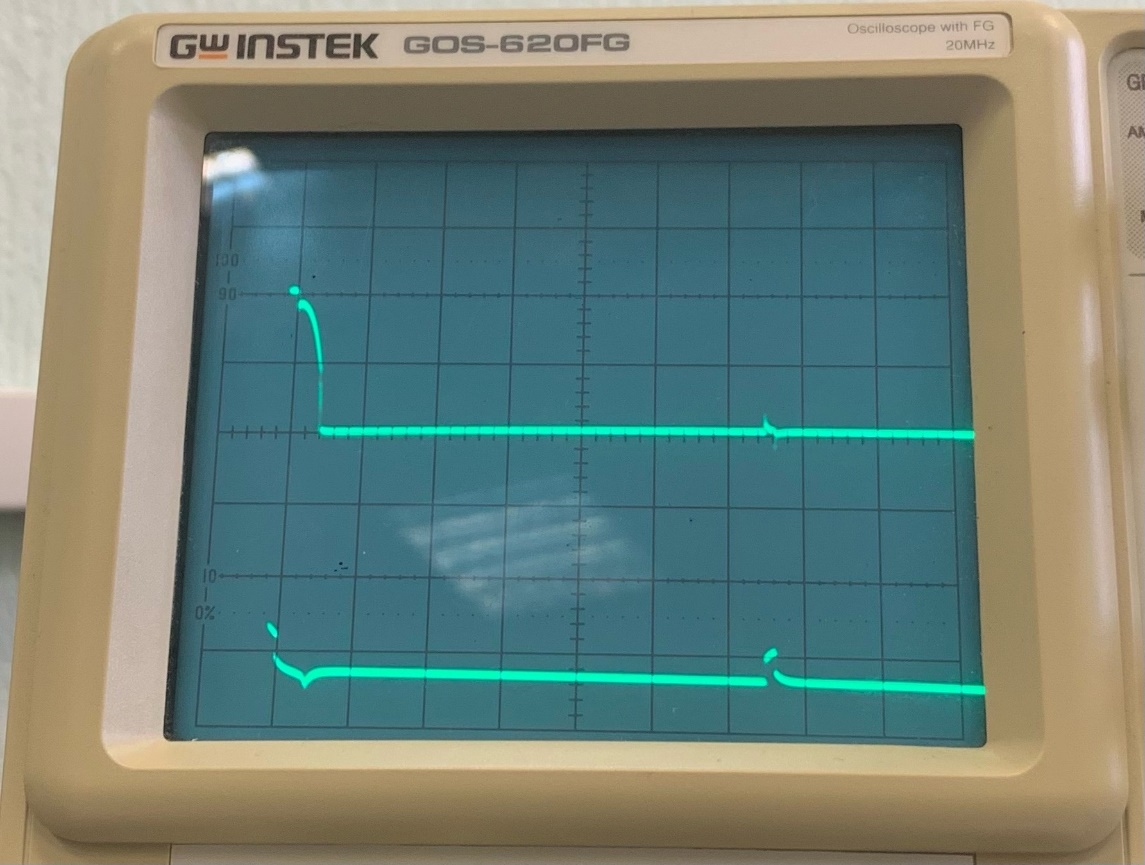 GW INSTEK GOS-620FG
Oscilloscope with FG
20MHz
100
90
10
0%